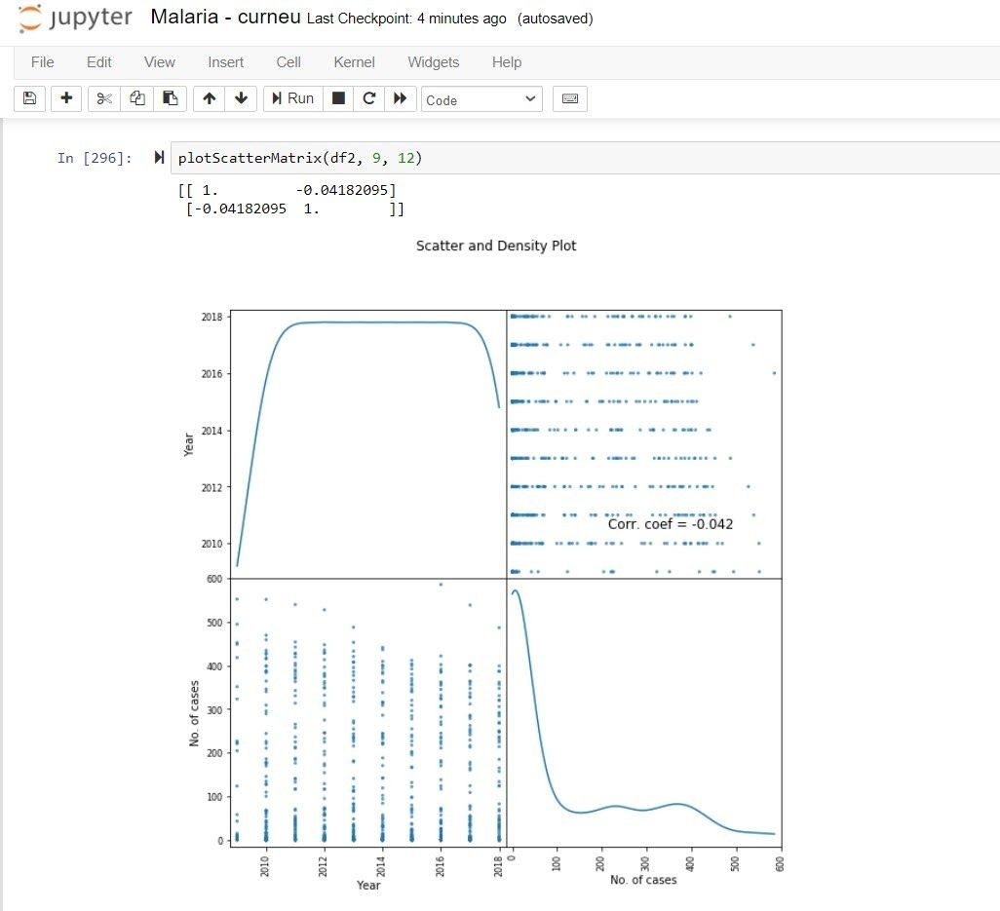 jupyter Malaria - curneu Last Checkpoint: 4 minutes ago (autosaved)
File Edit View Insert Cell Kernel Widgets Help
Run Code
In [296]: plotScatterMatrix(df2, 9, 12)
[[ 1. -0.04182095]
[-0.04182095 1. ]]
Scatter and Density Plot
2018
2016
2014
2012
2010
Year
Corr. coef = -0.042
600
500
400
300
200
100
0
No. of cases
2010
2012
2014
2016
2018
Year
0
100
200
300
400
500
600
No. of cases